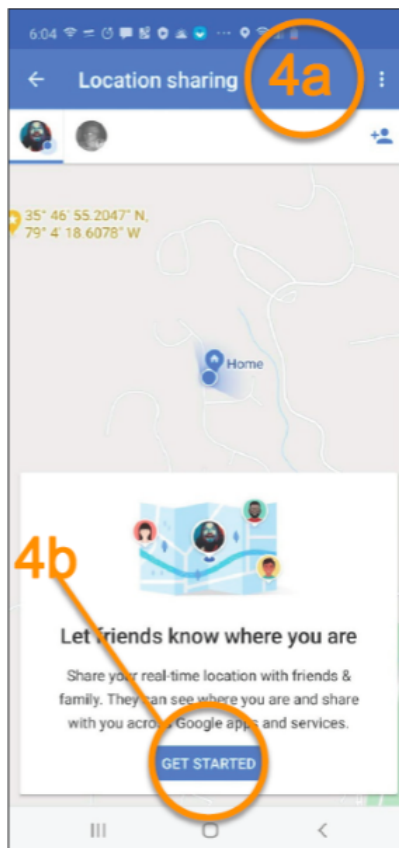 6:04
Location sharing
4a
35° 46' 55.2047" N,
79° 4' 18.6078" W
Home
4b
Let friends know where you are
Share your real-time location with friends &
family. They can see where you are and share
with you across Google apps and services.
GET STARTED